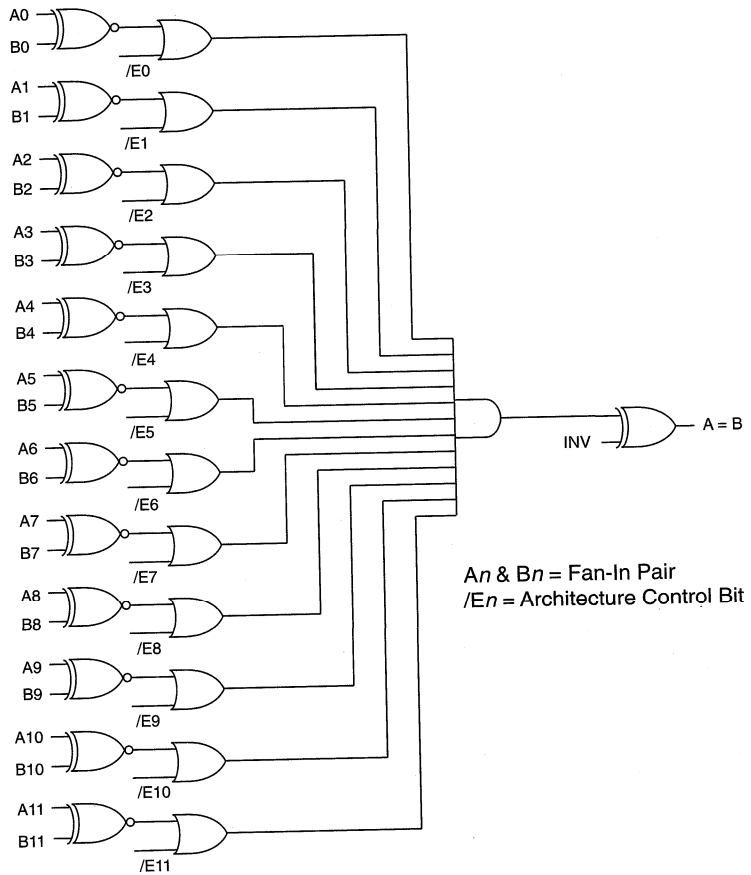 A0
B0
/E0
A1
B1
/E1
A2
B2
/E2
A3
B3
/E3
A4
B4
/E4
A5
B5
/E5
A6
B6
/E6
A7
B7
/E7
A8
B8
/E8
A9
B9
/E9
A10
B10
/E10
A11
B11
/E11
INV
A = B
An & Bn = Fan-In Pair
/En = Architecture Control Bit